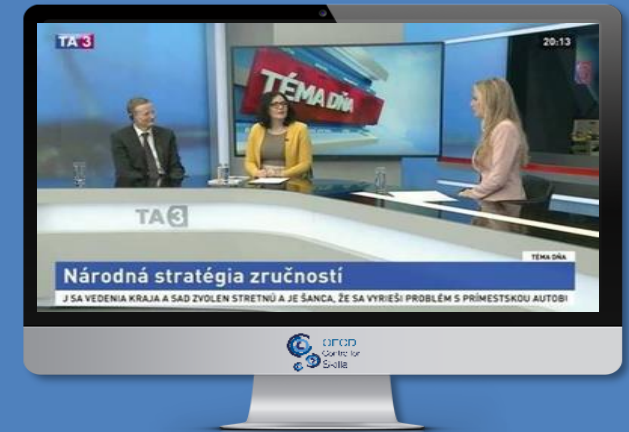 TA3
20:13
TÉMA DŇA
TA3
TÉMA DŇA
Národná stratégia zručností
J SA VEDENIA KRAJA A SAD ZVOLEN STRETNÚ A JE ŠANCA, ŽE SA VYRIEŠI PROBLÉM S PRÍMESTSKOU AUTOBU
OECD
Centre for
Skills